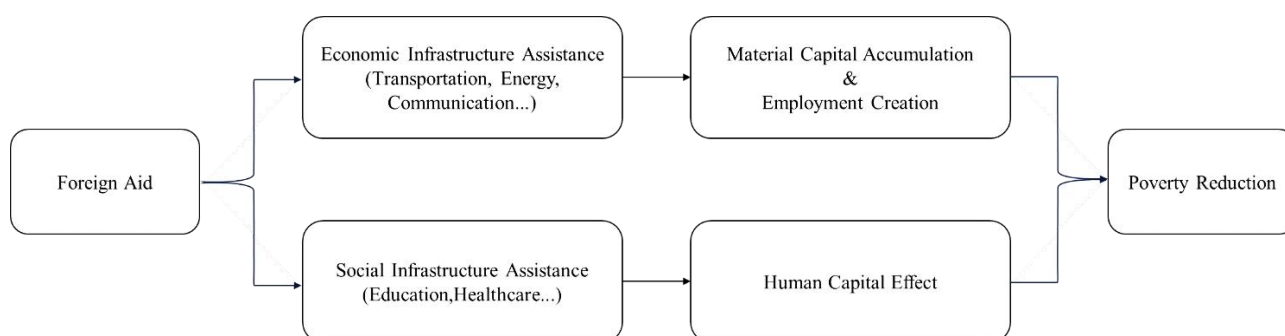 Economic Infrastructure Assistance
(Transportation, Energy,
Communication...)
Material Capital Accumulation
&
Employment Creation
Foreign Aid
Poverty Reduction
Social Infrastructure Assistance
(Education,Healthcare...)
Human Capital Effect